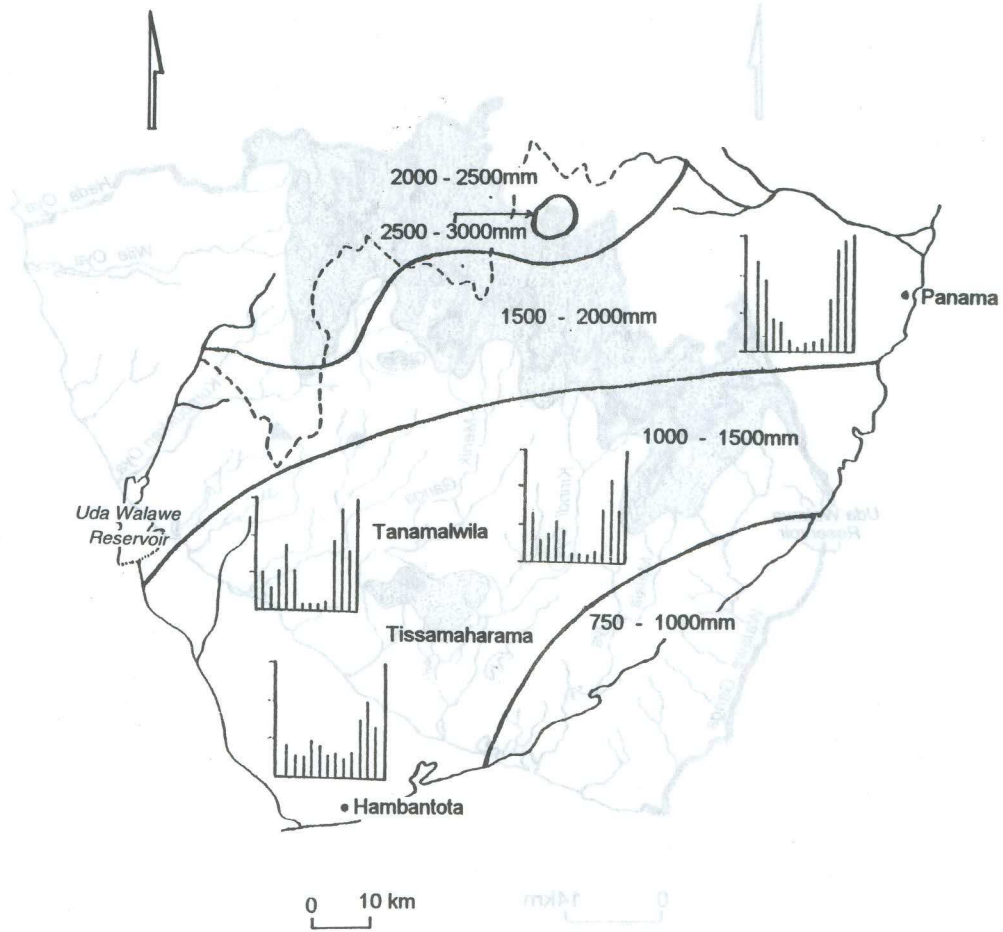 2000 - 2500mm
2500 - 3000mm
1500 - 2000mm
Panama
1000 - 1500mm
Uda Walawe
Reservoir
Tanamalwila
Tissamaharama
750 - 1000mm
Hambantota
0 10 km